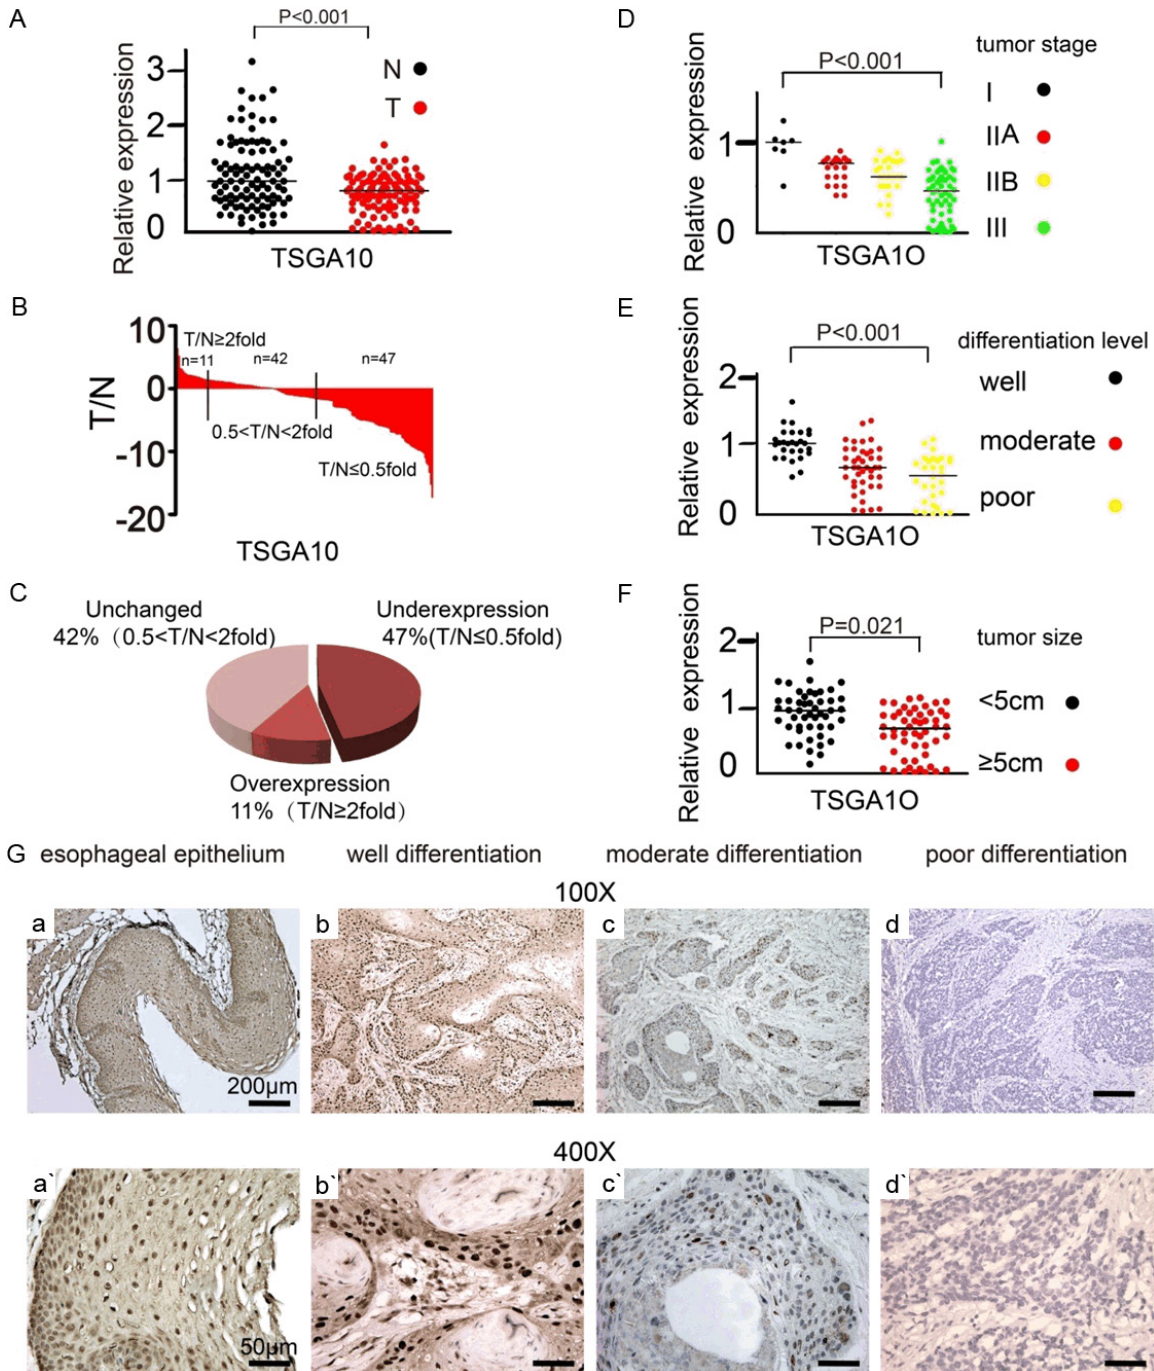 A
P<0.001
Relative expression
3
2
1
0
N
T
TSGA10
B
T/N
10
0
-10
-20
T/N≥2fold
n=11
n=42
n=47
0.5<T/N<2fold
T/N≤0.5fold
TSGA10
C
Unchanged
42%（0.5<T/N<2fold）
Underexpression
47%(T/N≤0.5fold)
Overexpression
11%（T/N≥2fold）
D
Relative expression
1
0
P<0.001
TSGA1O
tumor stage
I
IIA
IIB
III
E
Relative expression
2
1
0
P<0.001
TSGA1O
differentiation level
well
moderate
poor
F
Relative expression
2
1
0
P=0.021
TSGA1O
tumor size
<5cm
≥5cm
G
esophageal epithelium
well differentiation
moderate differentiation
poor differentiation
100X
a
200μm
b
c
d
400X
a`
50μm
b`
c`
d`